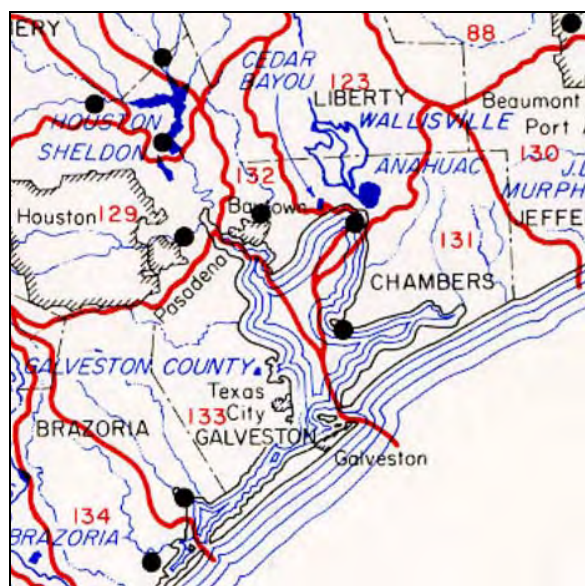 ERY
88
CEDAR
BAYOU
123
LIBERTY
Beaumont
HOUSTON
WALLISVILLE
Port
SHELDON
ANAHUAC
130
J.D
132
MURPH
Houston
129
Baytown
JEFFE
131
Pasadena
CHAMBERS
GALVESTON COUNTY
Texas
City
133
BRAZORIA
GALVESTON
Galveston
134
BRAZORIA